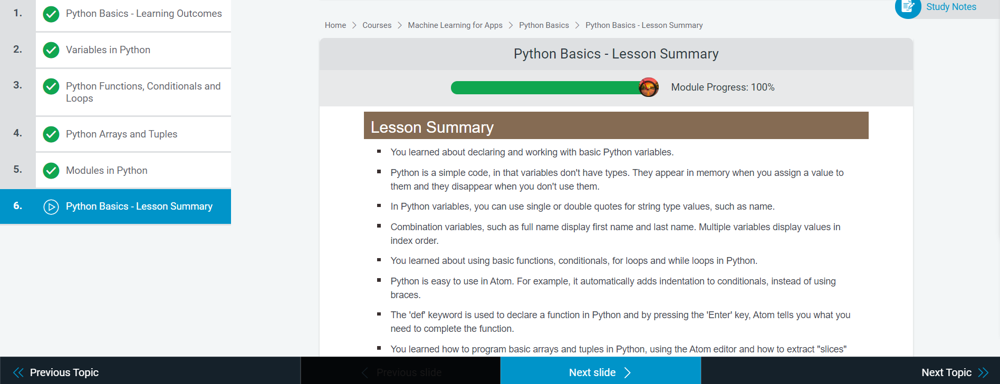 1. Python Basics - Learning Outcomes
2. Variables in Python
3. Python Functions, Conditionals and
Loops
4. Python Arrays and Tuples
5. Modules in Python
6. Python Basics - Lesson Summary
Study Notes
Home > Courses > Machine Learning for Apps > Python Basics > Python Basics - Lesson Summary
Python Basics - Lesson Summary
Module Progress: 100%
Lesson Summary
▪ You learned about declaring and working with basic Python variables.
▪ Python is a simple code, in that variables don't have types. They appear in memory when you assign a value to
them and they disappear when you don't use them.
▪ In Python variables, you can use single or double quotes for string type values, such as name.
▪ Combination variables, such as full name display first name and last name. Multiple variables display values in
index order.
▪ You learned about using basic functions, conditionals, for loops and while loops in Python.
▪ Python is easy to use in Atom. For example, it automatically adds indentation to conditionals, instead of using
braces.
▪ The 'def' keyword is used to declare a function in Python and by pressing the 'Enter' key, Atom tells you what you
need to complete the function.
▪ You learned how to program basic arrays and tuples in Python, using the Atom editor and how to extract "slices"
Previous Topic
Previous slide
Next slide
Next Topic